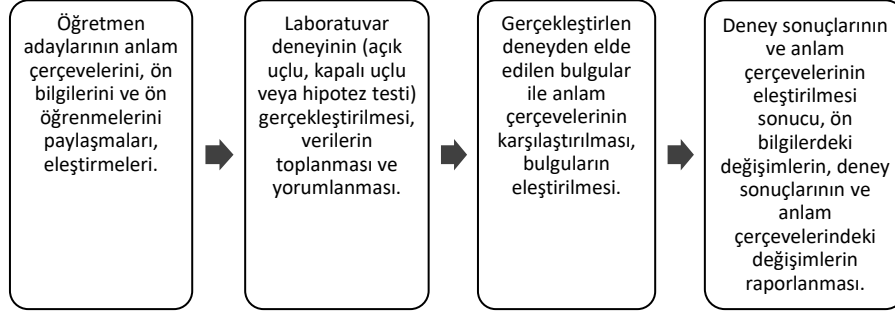 Öğretmen
adaylarının anlam
çerçevelerini, ön
bilgilerini ve ön
öğrenmelerini
paylaşmaları,
eleştirmeleri.
Laboratuvar
deneyinin (açık
uçlu, kapalı uçlu
veya hipotez testi)
gerçekleştirilmesi,
verilerin
toplanması ve
yorumlanması.
Gerçekleştirlen
deneyden elde
edilen bulgular
ile anlam
çerçevelerinin
karşılaştırılması,
bulguların
eleştirilmesi.
Deney sonuçlarının
ve anlam
çerçevelerinin
eleştirilmesi
sonucu, ön
bilgilerdeki
değişimlerin, deney
sonuçlarının ve
anlam
çerçevelerindeki
değişimlerin
raporlanması.